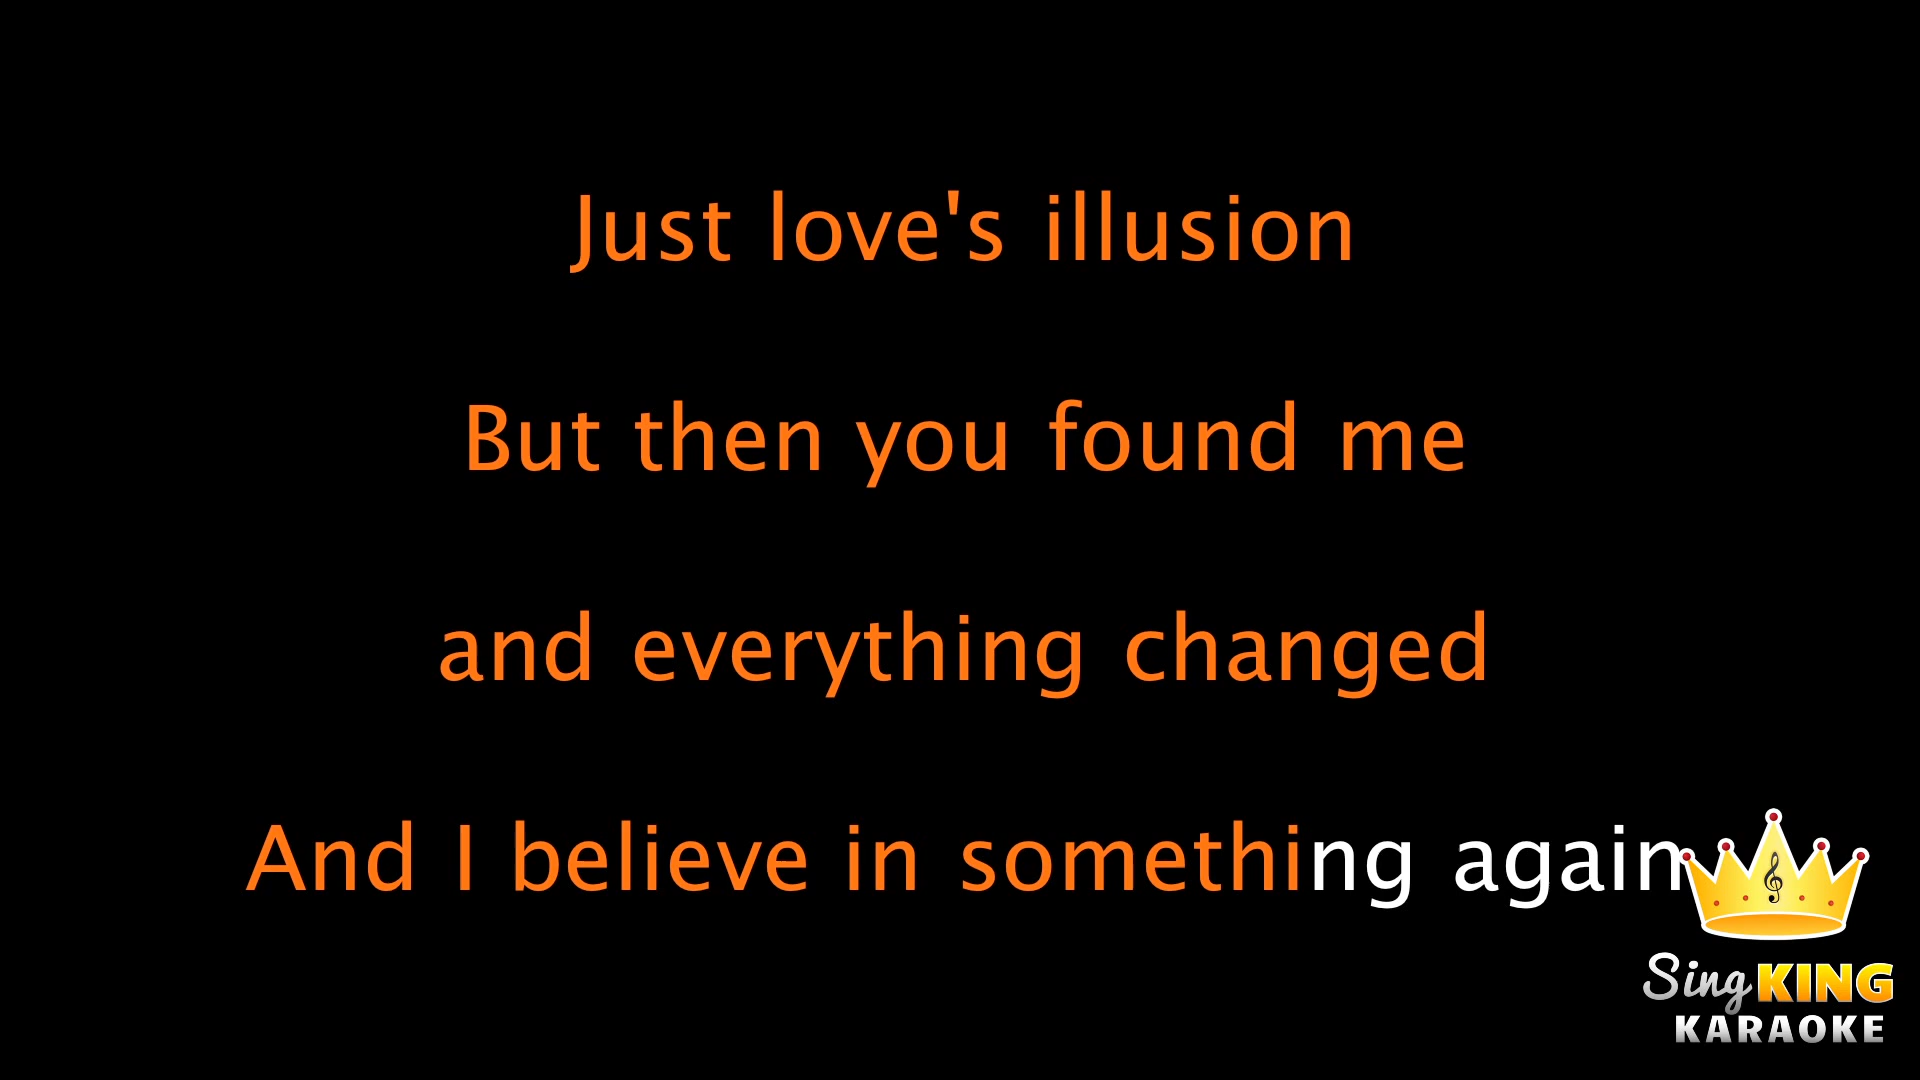 Just love's illusion
But then you found me
and everything changed
And I believe in something again
Sing KING
KARAOKE